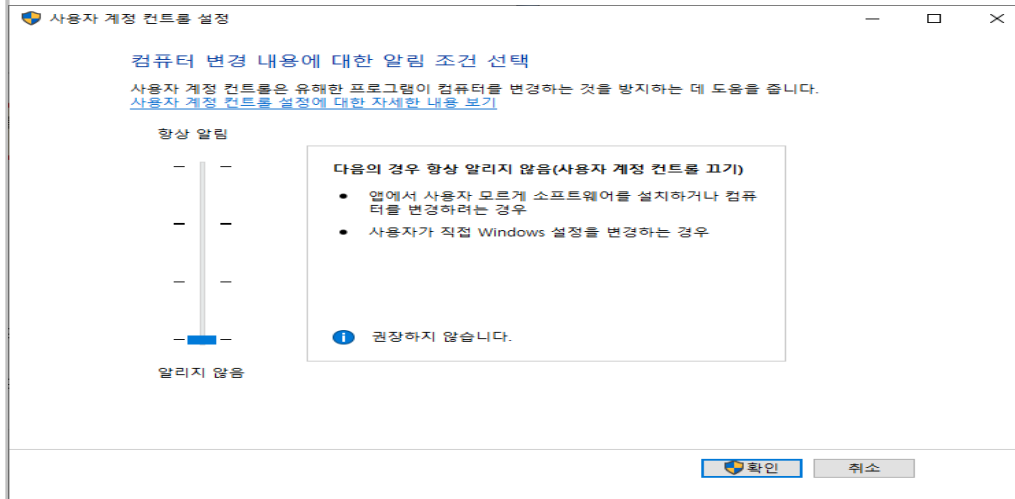 사용자 계정 컨트롤 설정
컴퓨터 변경 내용에 대한 알림 조건 선택
사용자 계정 컨트롤은 유해한 프로그램이 컴퓨터를 변경하는 것을 방지하는 데 도움을 줍니다.
사용자 계정 컨트롤 설정에 대한 자세한 내용 보기
항상 알림
다음의 경우 항상 알리지 않음(사용자 계정 컨트롤 끄기)
• 앱에서 사용자 모르게 소프트웨어를 설치하거나 컴퓨
터를 변경하려는 경우
• 사용자가 직접 Windows 설정을 변경하는 경우
권장하지 않습니다.
알리지 않음
확인
취소